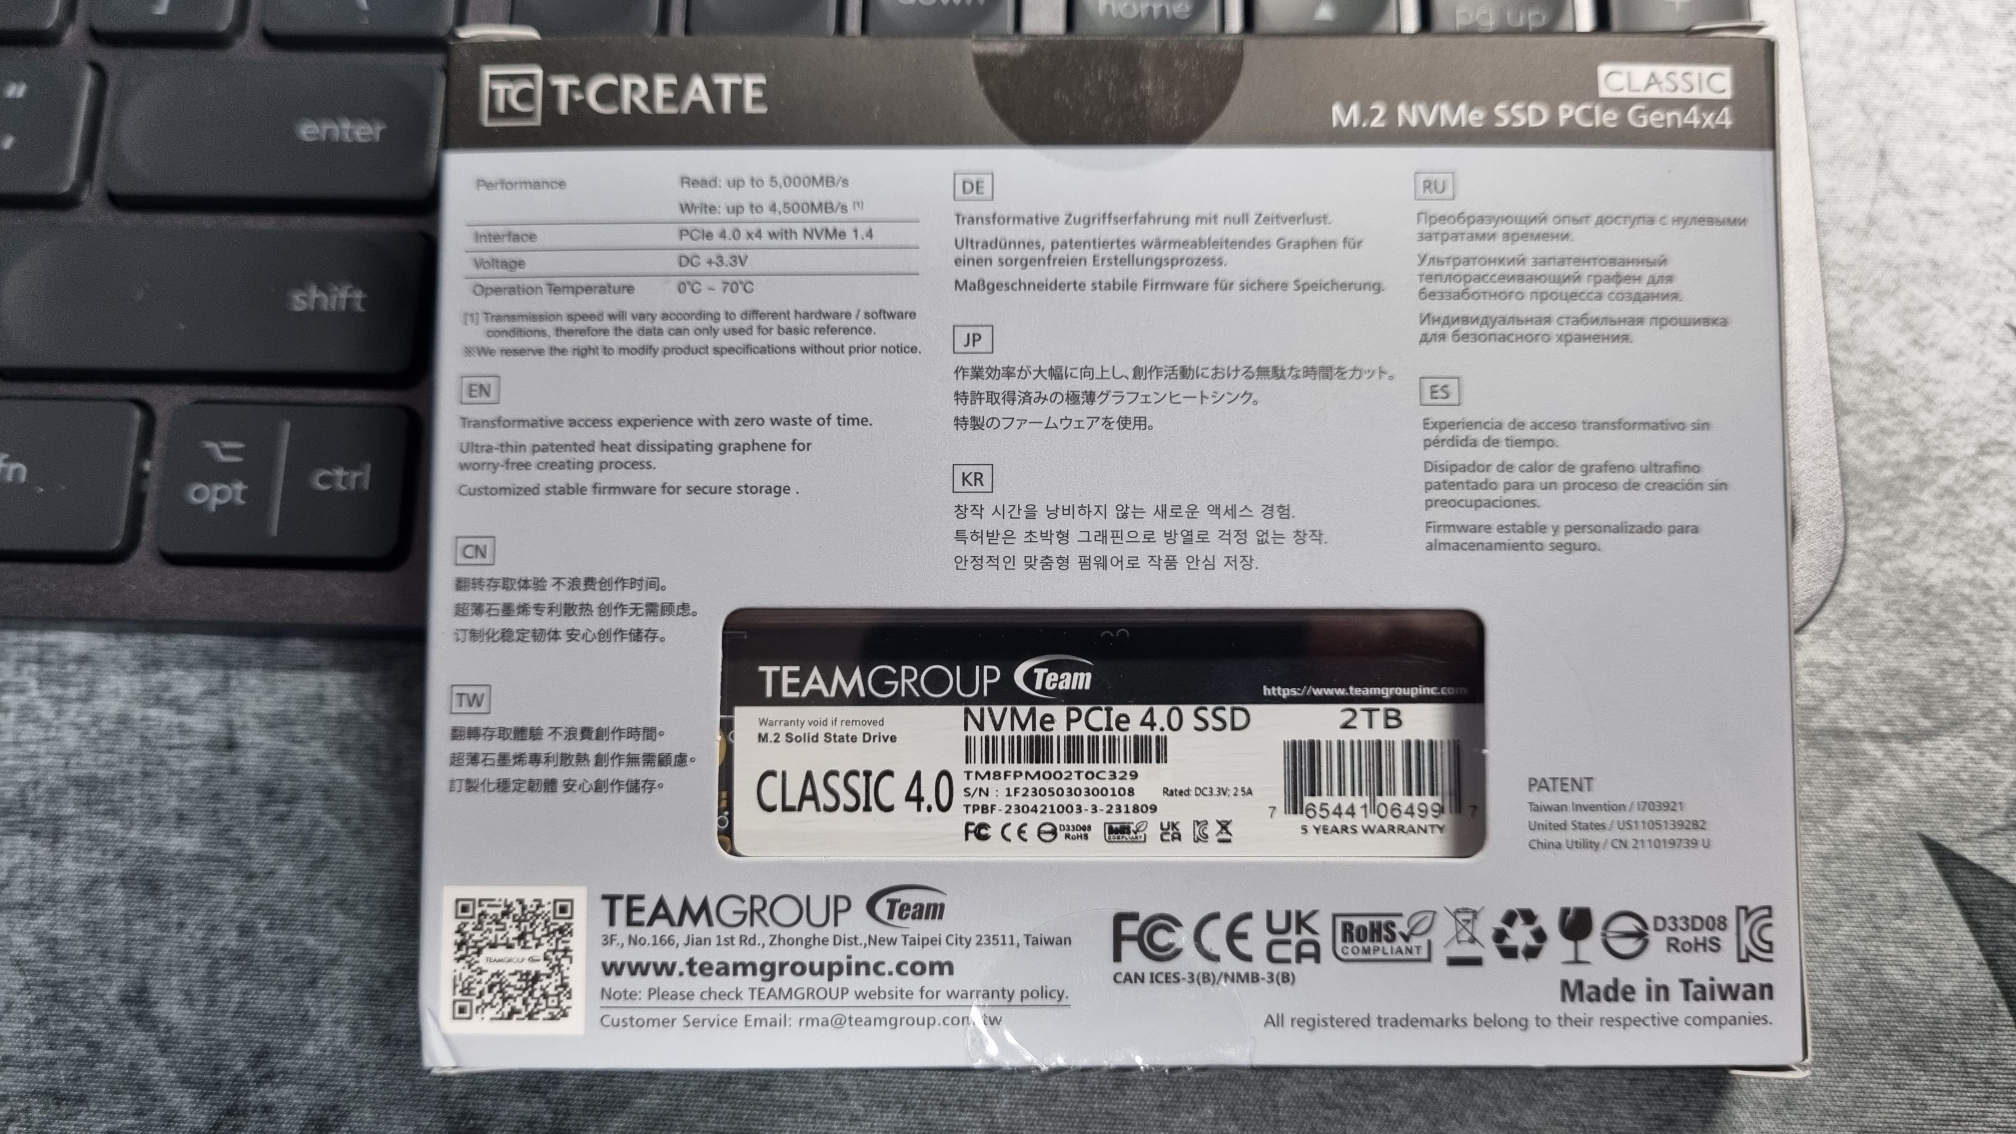 down
home
pg up
enter
shift
fn
opt
ctrl
TC T-CREATE
CLASSIC
M.2 NVMe SSD PCIe Gen4x4
Performance Read: up to 5,000MB/s
Write: up to 4,500MB/s [1]
Interface PCIe 4.0 x4 with NVMe 1.4
Voltage DC +3.3V
Operation Temperature 0°C ~ 70°C
[1] Transmission speed will vary according to different hardware / software
conditions, therefore the data can only used for basic reference.
※We reserve the right to modify product specifications without prior notice.
EN
Transformative access experience with zero waste of time.
Ultra-thin patented heat dissipating graphene for
worry-free creating process.
Customized stable firmware for secure storage .
CN
翻转存取体验 不浪费创作时间。
超薄石墨烯专利散热 创作无需顾虑。
订制化稳定韧体 安心创作储存。
TW
翻轉存取體驗 不浪費創作時間。
超薄石墨烯專利散熱 創作無需顧慮。
訂製化穩定韌體 安心創作儲存。
DE
Transformative Zugriffserfahrung mit null Zeitverlust.
Ultradünnes, patentiertes wärmeableitendes Graphen für
einen sorgenfreien Erstellungsprozess.
Maßgeschneiderte stabile Firmware für sichere Speicherung.
JP
作業効率が大幅に向上し、創作活動における無駄な時間をカット。
特許取得済みの極薄グラフェンヒートシンク。
特製のファームウェアを使用。
KR
창작 시간을 낭비하지 않는 새로운 액세스 경험.
특허받은 초박형 그래핀으로 방열로 걱정 없는 창작.
안정적인 맞춤형 펌웨어로 작품 안심 저장.
RU
Преобразующий опыт доступа с нулевыми
затратами времени.
Ультратонкий запатентованный
теплорассеивающий графен для
беззаботного процесса создания.
Индивидуальная стабильная прошивка
для безопасного хранения.
ES
Experiencia de acceso transformativo sin
pérdida de tiempo.
Disipador de calor de grafeno ultrafino
patentado para un proceso de creación sin
preocupaciones.
Firmware estable y personalizado para
almacenamiento seguro.
TEAMGROUP Team
https://www.teamgroupinc.com
Warranty void if removed
M.2 Solid State Drive
CLASSIC 4.0
NVMe PCIe 4.0 SSD
TM8FPM002T0C329
S/N : 1F2305030300108 Rated: DC3.3V; 2.5A
TPBF-230421003-3-231809
FC CE D33D08 RoHS RoHS COMPLIANT UK CA
2TB
7 65441 06499 7
5 YEARS WARRANTY
PATENT
Taiwan Invention / I703921
United States / US11051392B2
China Utility / CN 211019739 U
TEAMGROUP Team
3F., No.166, Jian 1st Rd., Zhonghe Dist.,New Taipei City 23511, Taiwan
www.teamgroupinc.com
Note: Please check TEAMGROUP website for warranty policy.
Customer Service Email: rma@teamgroup.com.tw
TEAMGROUP
FC CE UK CA RoHS COMPLIANT D33D08 RoHS
CAN ICES-3(B)/NMB-3(B)
Made in Taiwan
All registered trademarks belong to their respective companies.